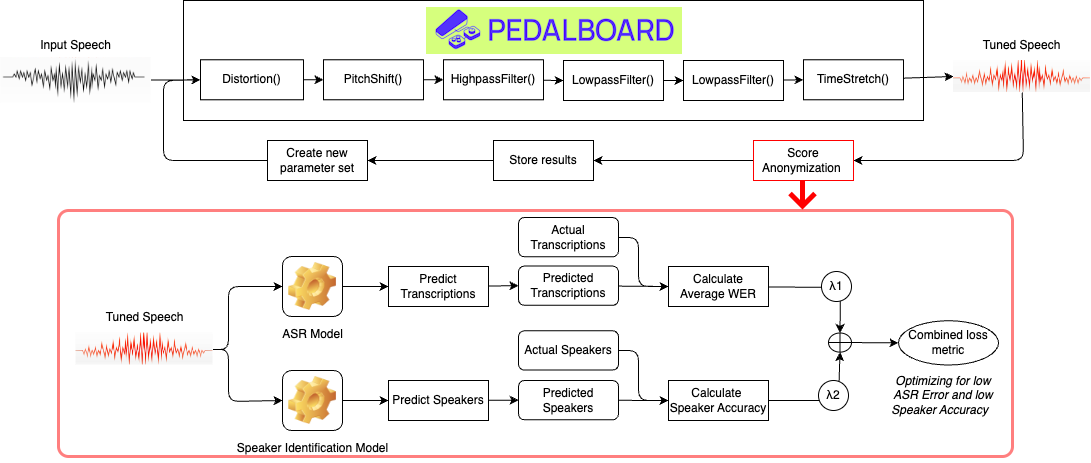 PEDALBOARD
Input Speech
Tuned Speech
Distortion()
PitchShift()
HighpassFilter()
LowpassFilter()
LowpassFilter()
TimeStretch()
Create new
parameter set
Store results
Score
Anonymization
Actual
Transcriptions
Predict
Transcriptions
Predicted
Transcriptions
Calculate
Average WER
λ1
ASR Model
Tuned Speech
Actual Speakers
Combined loss
metric
Optimizing for low
ASR Error and low
Speaker Accuracy
Predict Speakers
Predicted
Speakers
Calculate
Speaker Accuracy
λ2
Speaker Identification Model